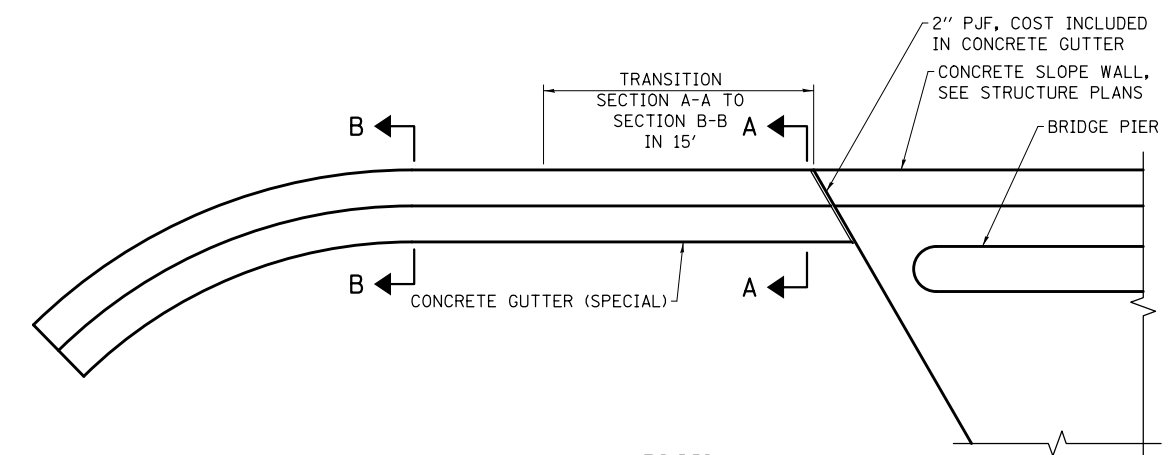 2" PJF, COST INCLUDED
IN CONCRETE GUTTER
CONCRETE SLOPE WALL,
SEE STRUCTURE PLANS
BRIDGE PIER
TRANSITION
SECTION A-A TO
SECTION B-B
IN 15'
B
A
B
A
CONCRETE GUTTER (SPECIAL)